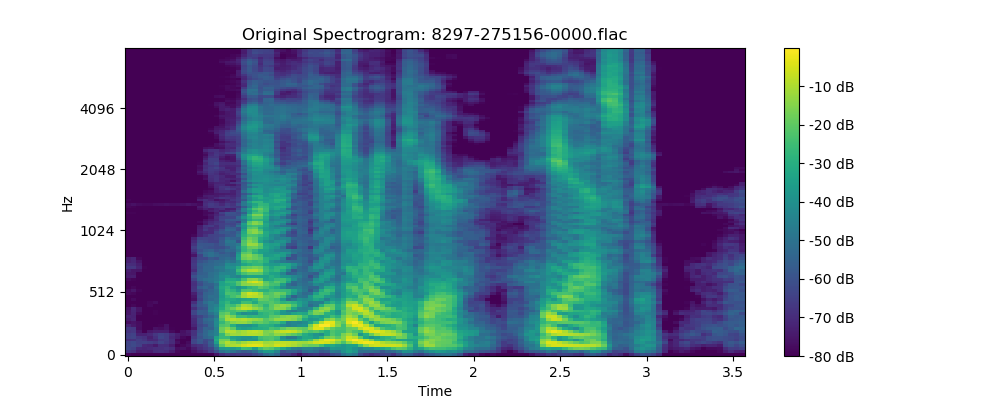 Original Spectrogram: 8297-275156-0000.flac
Hz
4096
2048
1024
512
0
0
0.5
1
1.5
2
2.5
3
3.5
Time
-10 dB
-20 dB
-30 dB
-40 dB
-50 dB
-60 dB
-70 dB
-80 dB